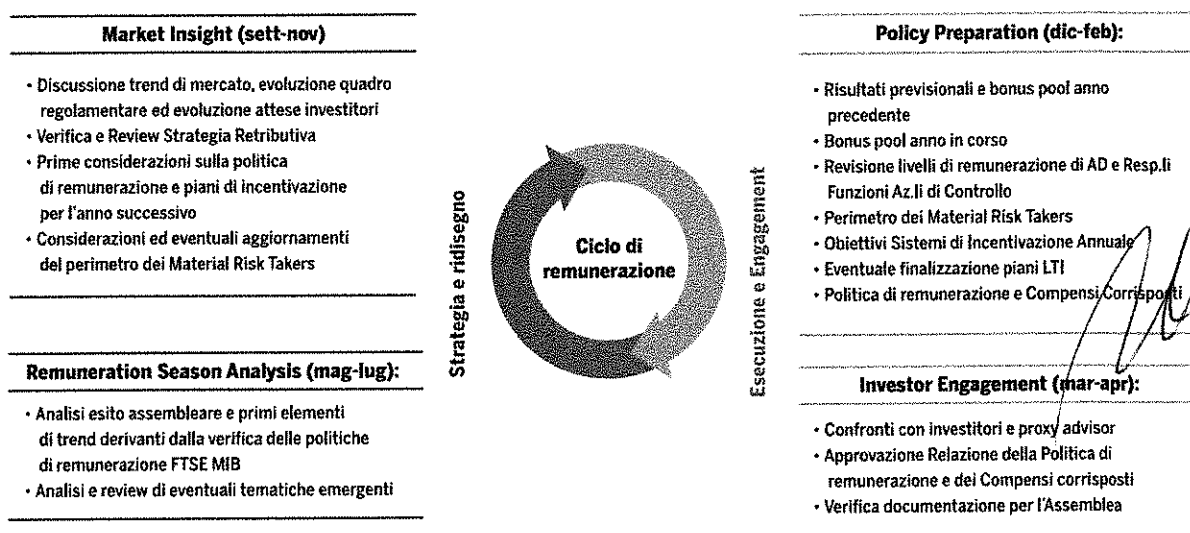 Market Insight (sett-nov)
• Discussione trend di mercato, evoluzione quadro
regolamentare ed evoluzione attese investitori
• Verifica e Review Strategia Retributiva
• Prime considerazioni sulla politica
di remunerazione e piani di incentivazione
per l'anno successivo
• Considerazioni ed eventuali aggiornamenti
del perimetro dei Material Risk Takers
Remuneration Season Analysis (mag-lug):
• Analisi esito assembleare e primi elementi
di trend derivanti dalla verifica delle politiche
di remunerazione FTSE MIB
• Analisi e review di eventuali tematiche emergenti
Strategia e ridisegno
Ciclo di
remunerazione
Esecuzione e Engagement
Policy Preparation (dic-feb):
• Risultati previsionali e bonus pool anno
precedente
• Bonus pool anno in corso
• Revisione livelli di remunerazione di AD e Resp.li
Funzioni Az.li di Controllo
• Perimetro dei Material Risk Takers
• Obiettivi Sistemi di Incentivazione Annuale
• Eventuale finalizzazione piani LTI
• Politica di remunerazione e Compensi Corrisposti
Investor Engagement (mar-apr):
• Confronti con investitori e proxy advisor
• Approvazione Relazione della Politica di
remunerazione e dei Compensi corrisposti
• Verifica documentazione per l'Assemblea